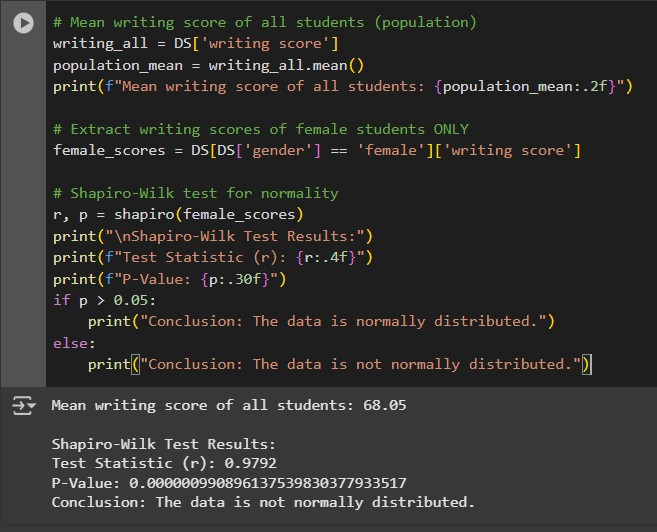 # Mean writing score of all students (population)
writing_all = DS['writing score']
population_mean = writing_all.mean()
print(f"Mean writing score of all students: {population_mean:.2f}")
# Extract writing scores of female students ONLY
female_scores = DS[DS['gender'] == 'female']['writing score']
# Shapiro-Wilk test for normality
r, p = shapiro(female_scores)
print("\nShapiro-Wilk Test Results:")
print(f"Test Statistic (r): {r:.4f}")
print(f"P-Value: {p:.30f}")
if p > 0.05:
    print("Conclusion: The data is normally distributed.")
else:
    print("Conclusion: The data is not normally distributed.")
Mean writing score of all students: 68.05
Shapiro-Wilk Test Results:
Test Statistic (r): 0.9792
P-Value: 0.000000990896137539830377933517
Conclusion: The data is not normally distributed.